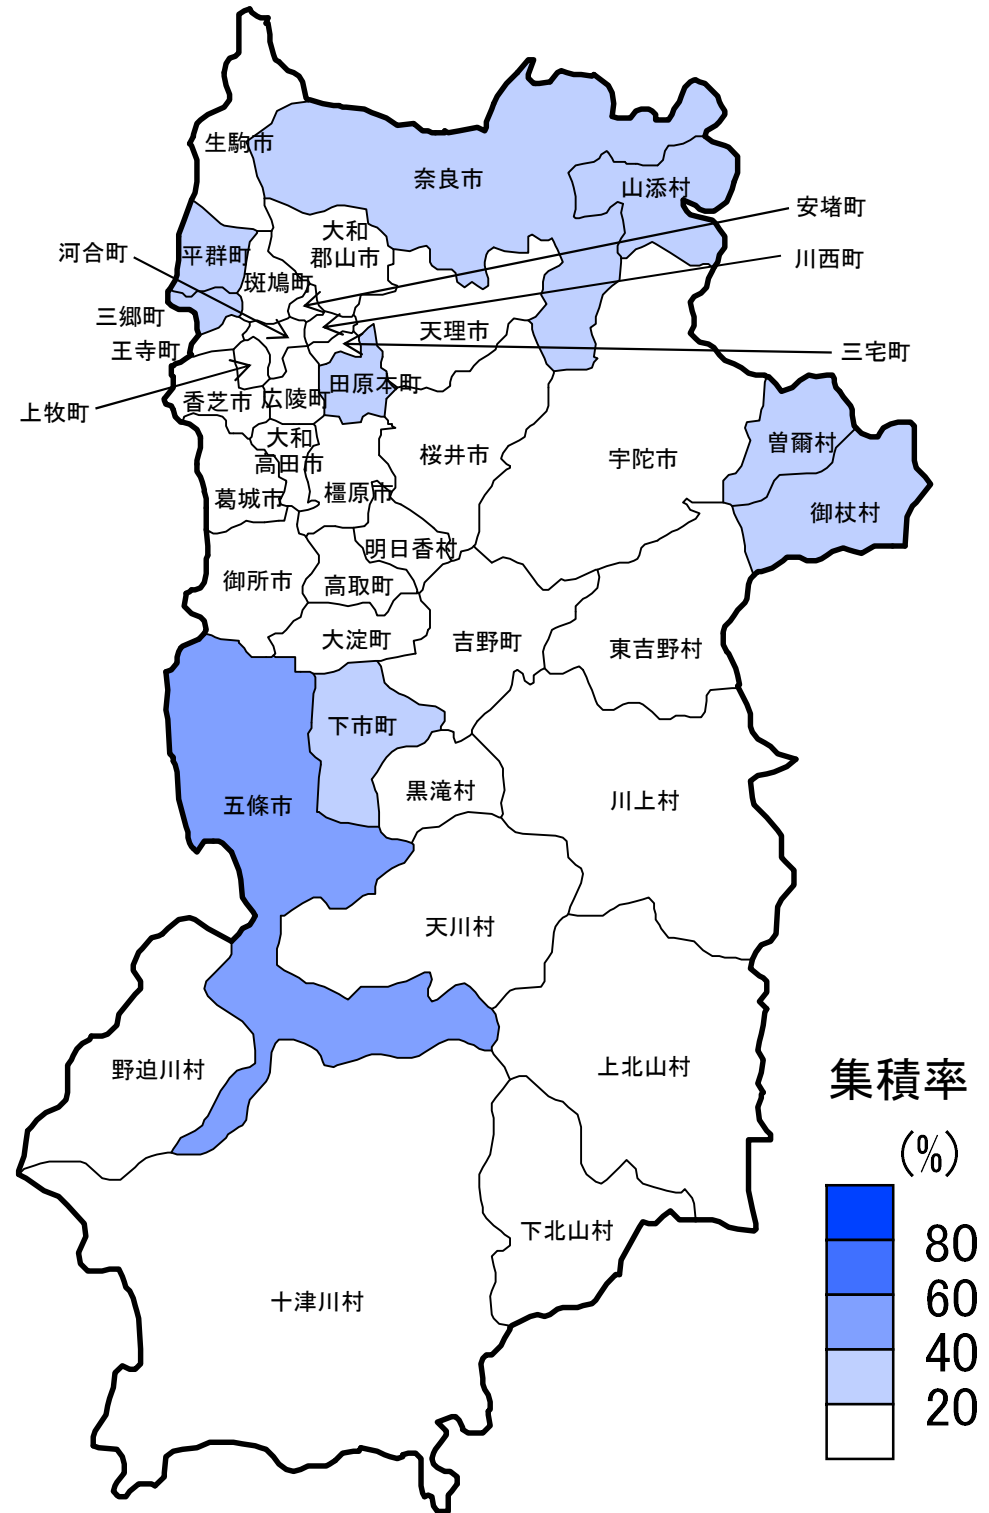 生駒市
奈良市
山添村
安堵町
大和
郡山市
河合町
平群町
川西町
斑鳩町
三郷町
天理市
王寺町
三宅町
田原本町
上牧町
香芝市
広陵町
大和
高田市
桜井市
宇陀市
曽爾村
葛城市
橿原市
御杖村
明日香村
御所市
高取町
大淀町
吉野町
東吉野村
下市町
五條市
黒滝村
川上村
天川村
野迫川村
上北山村
下北山村
十津川村
集積率
(%)
80
60
40
20